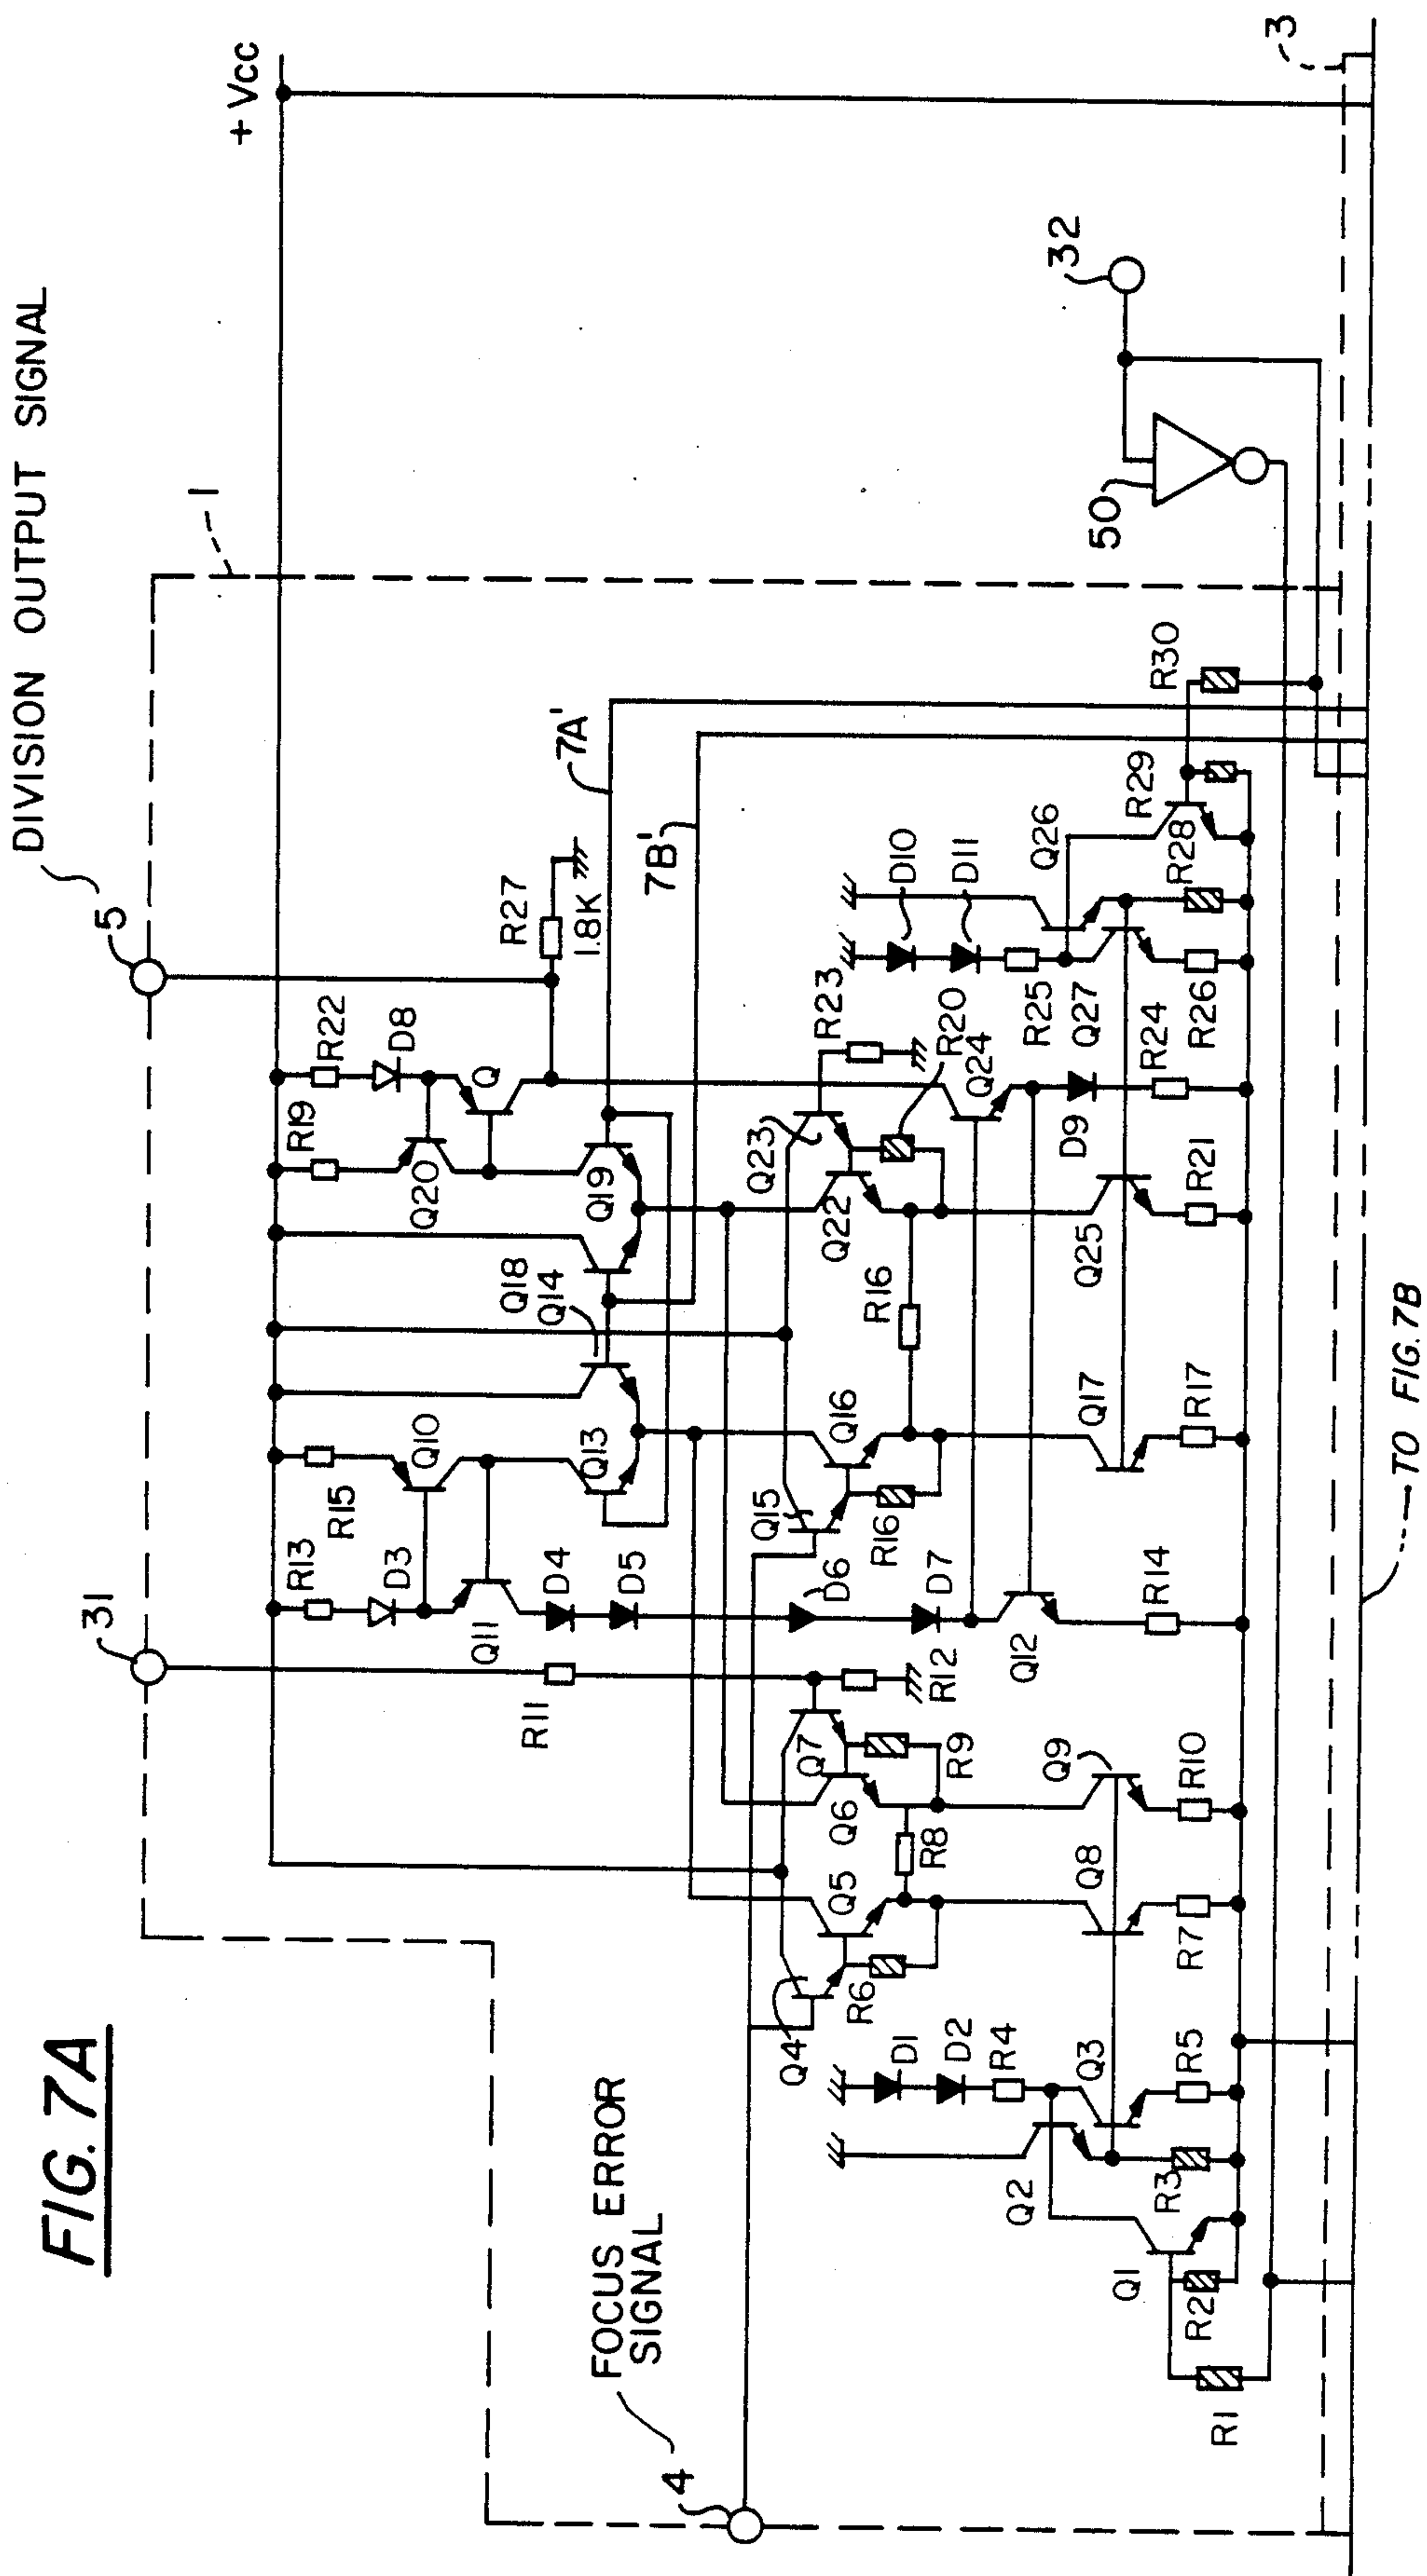 FIG. 7A
DIVISION OUTPUT SIGNAL
5
31
1
+ Vcc
R13
R15
R19
R22
D3
Q10
Q20
D8
Q11
Q
R11
D4
D5
Q13
Q14
Q18
Q19
R27
1.8K
7A'
7B'
FOCUS ERROR
SIGNAL
4
Q4
Q5
Q6
Q7
R6
R8
R9
R12
D6
D7
Q15
Q16
R16
R16
Q22
Q23
R23
R20
Q24
D10
D11
32
50
D1
D2
R4
Q2
Q3
Q8
Q9
Q12
Q17
Q25
D9
R25
Q27
Q26
Q1
R1
R2
R3
R5
R7
R10
R14
R17
R21
R24
R26
R28
R29
R30
3
TO FIG. 7B